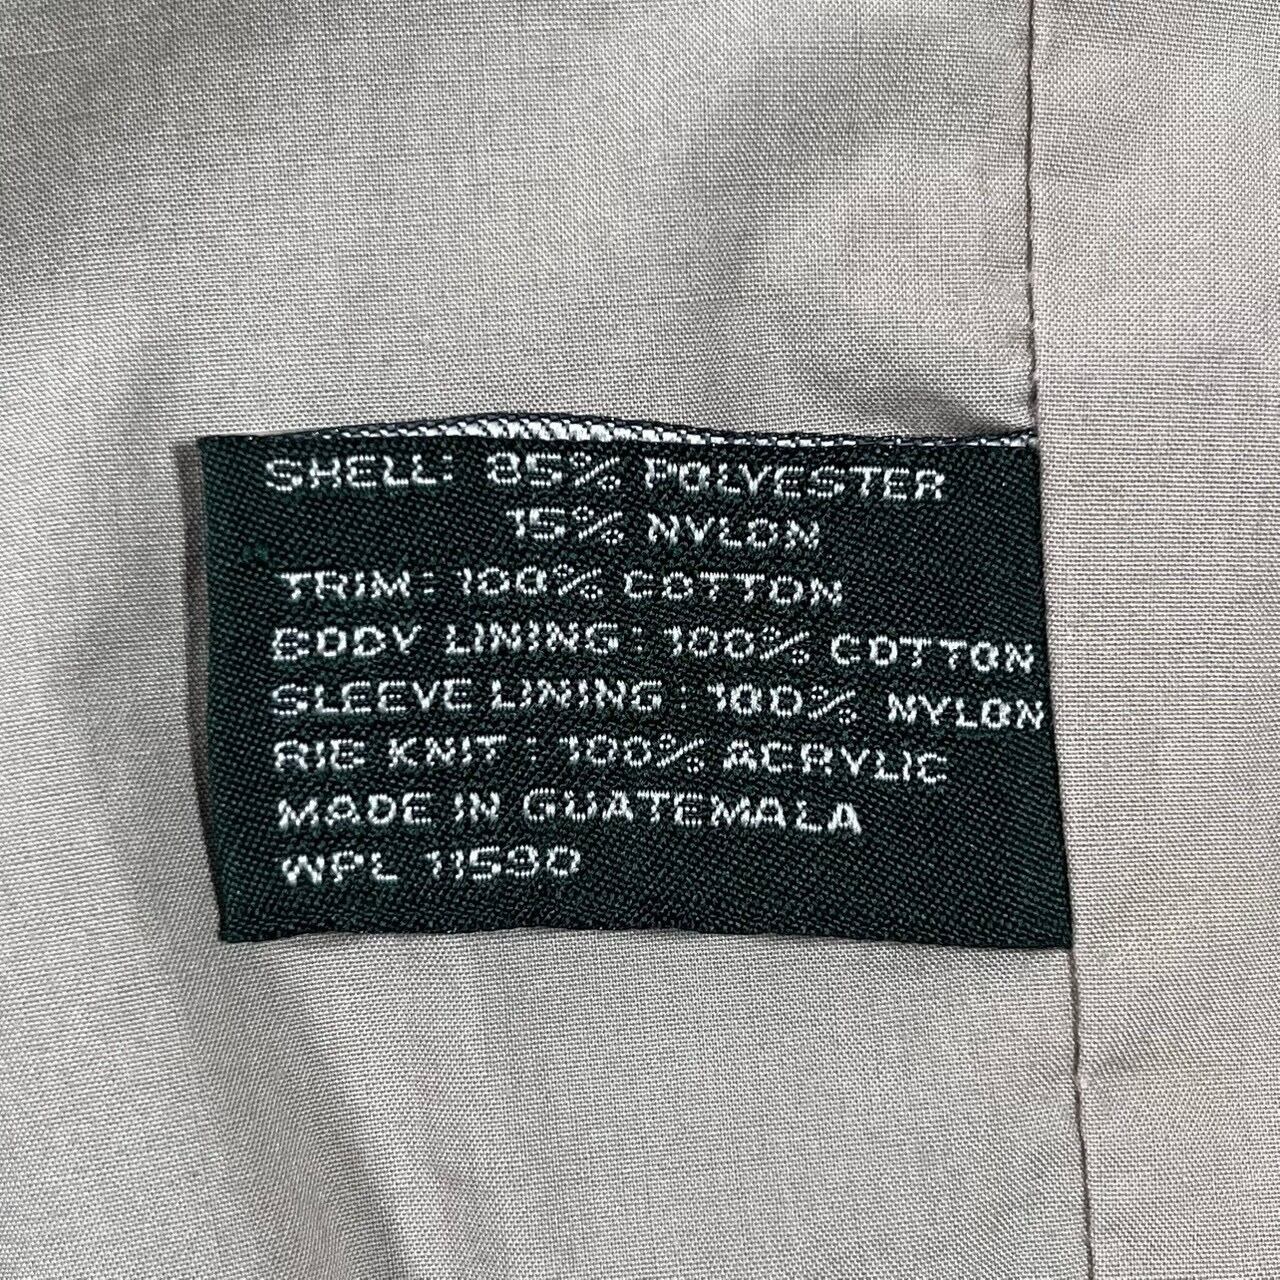 SHELL: 85% POLYESTER
15% NYLON
TRIM: 100% COTTON
BODY LINING: 100% COTTON
SLEEVE LINING: 100% NYLON
RIB KNIT: 100% ACRYLIC
MADE IN GUATEMALA
WPL 11590